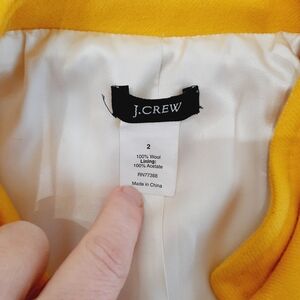 J.CREW
2
100% Wool
Lining:
100% Acetate
RN77388
Made in China